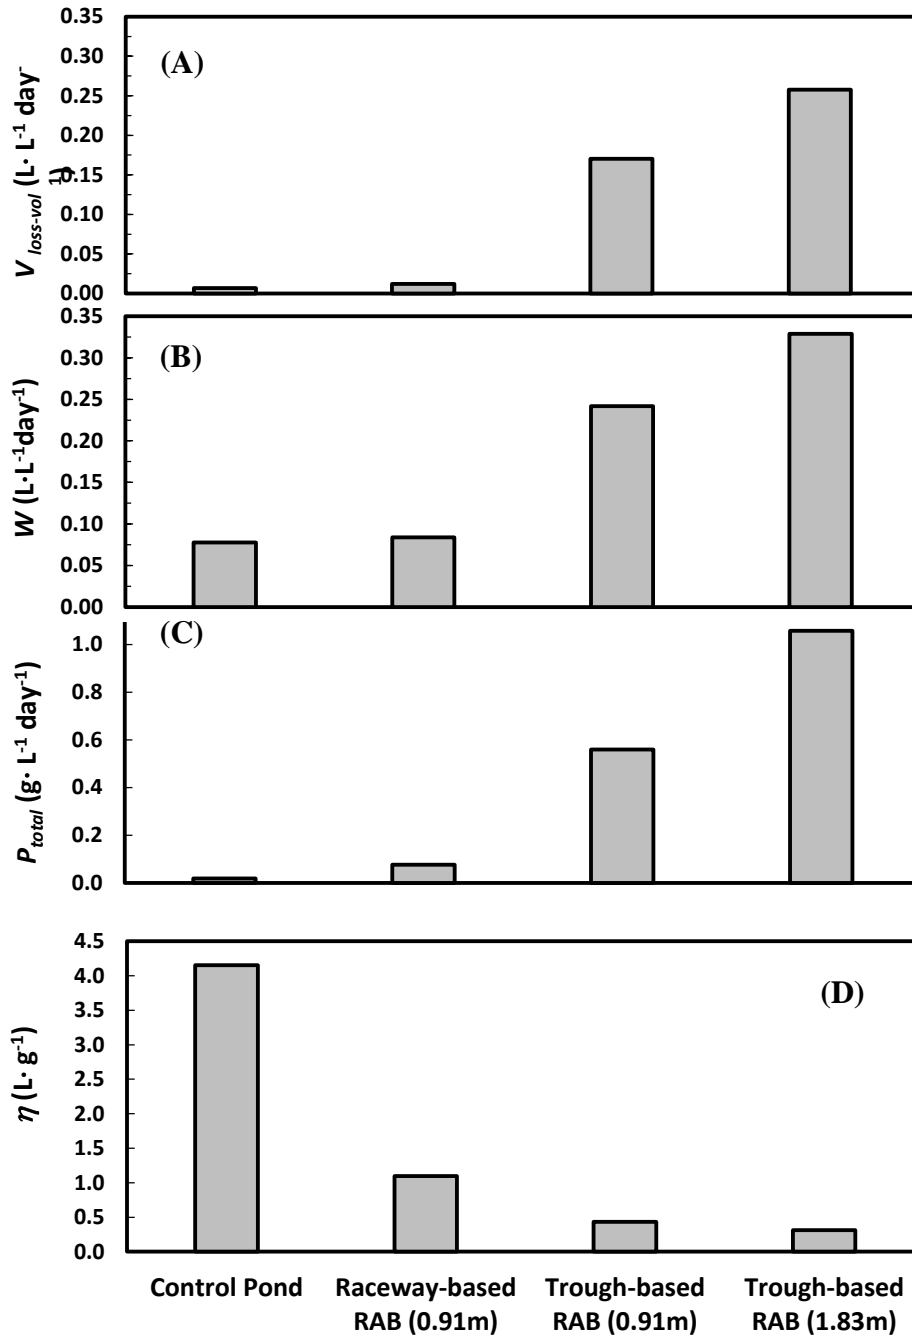 (A)
V loss-vol (L· L-1 day-1)
0.35
0.30
0.25
0.20
0.15
0.10
0.05
0.00
(B)
W (L·L-1day-1)
0.35
0.30
0.25
0.20
0.15
0.10
0.05
0.00
(C)
Ptotal (g· L-1 day-1)
1.0
0.8
0.6
0.4
0.2
0.0
(D)
η (L· g-1)
4.5
4.0
3.5
3.0
2.5
2.0
1.5
1.0
0.5
0.0
Control Pond
Raceway-based
RAB (0.91m)
Trough-based
RAB (0.91m)
Trough-based
RAB (1.83m)